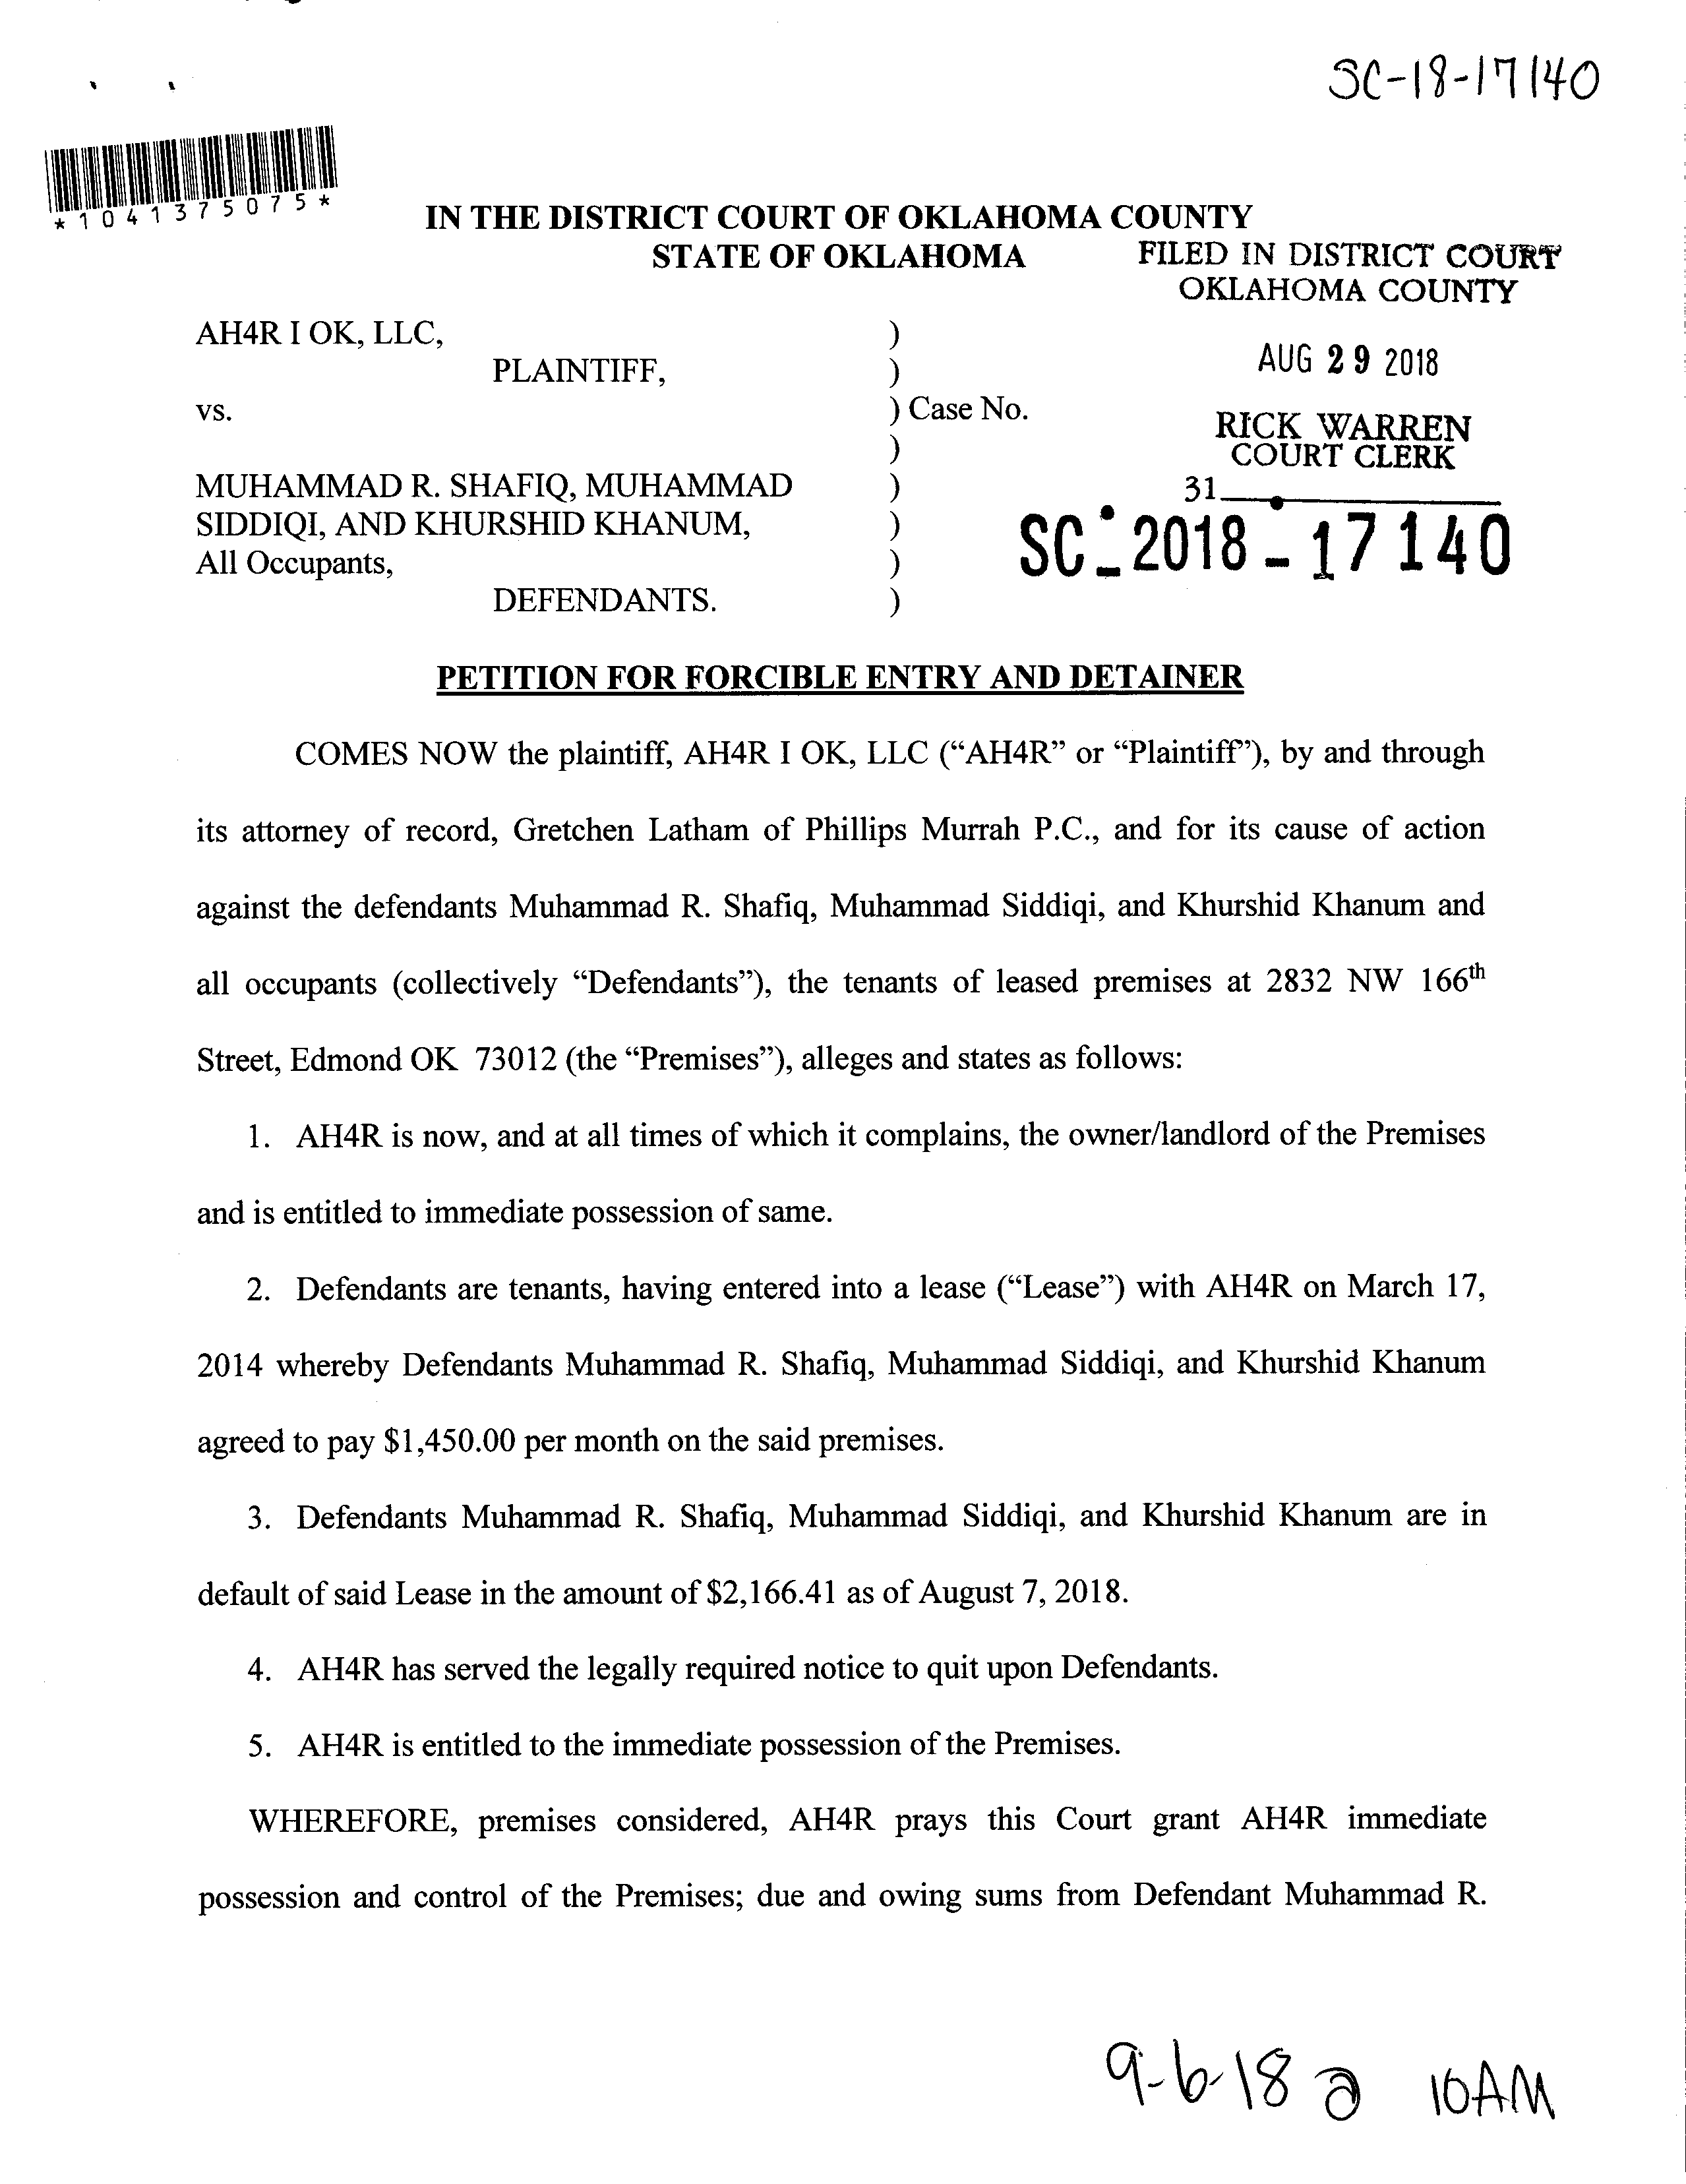 SC-18-17140
*1041375075*
IN THE DISTRICT COURT OF OKLAHOMA COUNTY
STATE OF OKLAHOMA
FILED IN DISTRICT COURT
OKLAHOMA COUNTY
AH4R I OK, LLC, )
PLAINTIFF, )
AUG 29 2018
vs. ) Case No.
)
RICK WARREN
COURT CLERK
MUHAMMAD R. SHAFIQ, MUHAMMAD )
31
SIDDIQI, AND KHURSHID KHANUM, )
SC-2018-17140
All Occupants, )
DEFENDANTS. )
PETITION FOR FORCIBLE ENTRY AND DETAINER
COMES NOW the plaintiff, AH4R I OK, LLC (“AH4R” or “Plaintiff”), by and through
its attorney of record, Gretchen Latham of Phillips Murrah P.C., and for its cause of action
against the defendants Muhammad R. Shafiq, Muhammad Siddiqi, and Khurshid Khanum and
all occupants (collectively “Defendants”), the tenants of leased premises at 2832 NW 166th
Street, Edmond OK 73012 (the “Premises”), alleges and states as follows:
1. AH4R is now, and at all times of which it complains, the owner/landlord of the Premises
and is entitled to immediate possession of same.
2. Defendants are tenants, having entered into a lease (“Lease”) with AH4R on March 17,
2014 whereby Defendants Muhammad R. Shafiq, Muhammad Siddiqi, and Khurshid Khanum
agreed to pay $1,450.00 per month on the said premises.
3. Defendants Muhammad R. Shafiq, Muhammad Siddiqi, and Khurshid Khanum are in
default of said Lease in the amount of $2,166.41 as of August 7, 2018.
4. AH4R has served the legally required notice to quit upon Defendants.
5. AH4R is entitled to the immediate possession of the Premises.
WHEREFORE, premises considered, AH4R prays this Court grant AH4R immediate
possession and control of the Premises; due and owing sums from Defendant Muhammad R.
9-6-18 @ 10AM